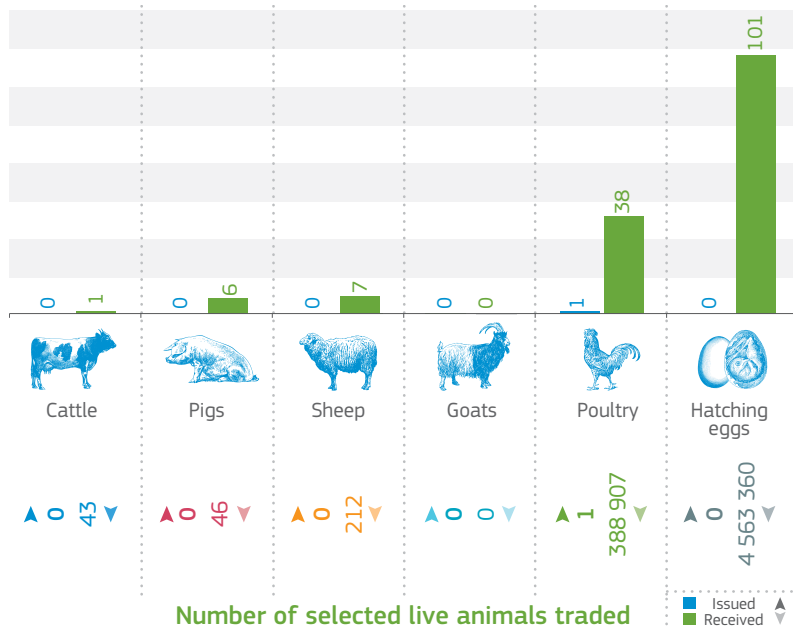 0 1 0 6 0 7 0 0 1 38 0 101
Cattle Pigs Sheep Goats Poultry Hatching
eggs
0 43 0 46 0 212 0 0 1 388 907 0 4 563 360
Number of selected live animals traded
Issued
Received